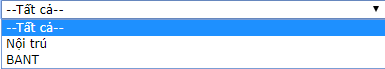 --Tất cả--
--Tất cả--
Nội trú
BANT